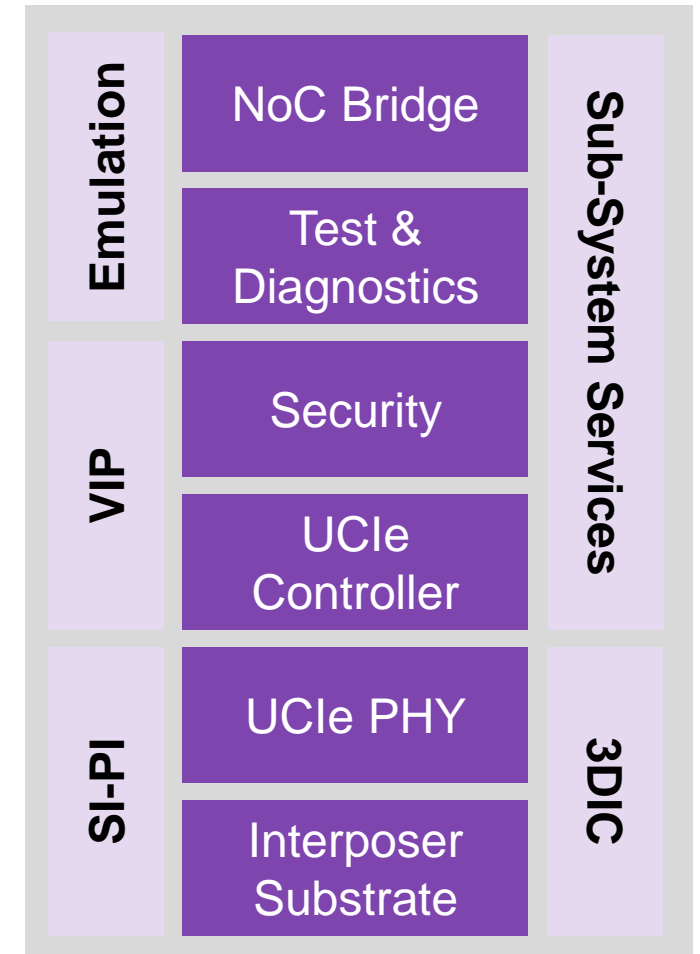 Emulation
NoC Bridge
Test &
Diagnostics
VIP
Security
UCIe
Controller
Sub-System Services
SI-PI
UCIe PHY
Interposer
Substrate
3DIC